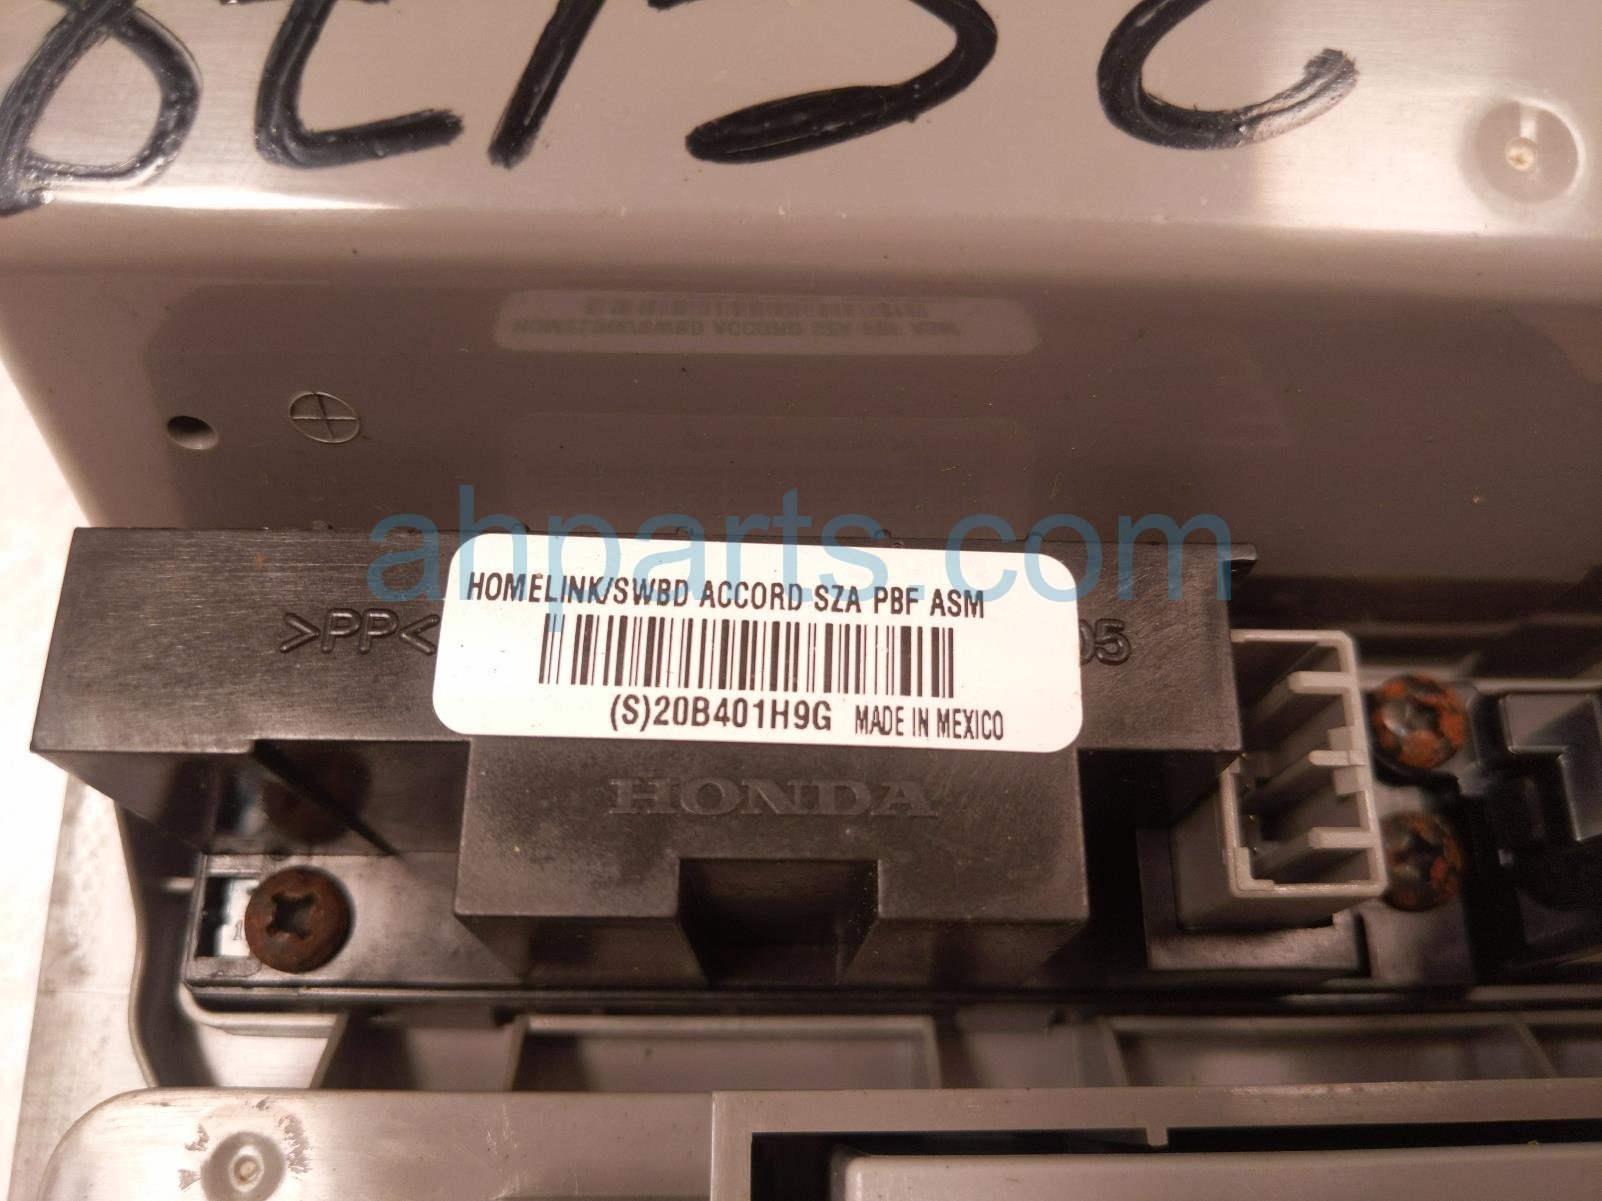 ahparts.com
HOMELINK/SWBD ACCORD SZA PBF ASM
>PP<
05
(S)20B401H9G MADE IN MEXICO
HONDA